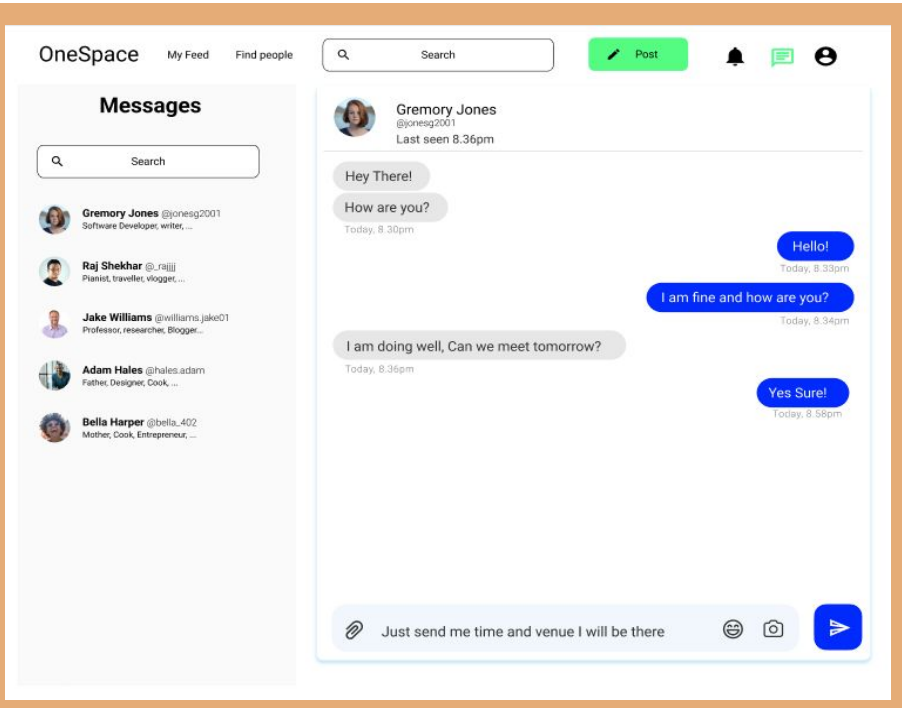 OneSpace My Feed Find people Search Post
Messages
Search
Gremory Jones @jonesg2001
Software Developer, writer, ...
Raj Shekhar @_rajjjj
Pianist, traveller, vlogger, ...
Jake Williams @williams.jake01
Professor, researcher, Blogger...
Adam Hales @hales.adam
Father, Designer, Cook, ...
Bella Harper @bella_402
Mother, Cook, Entrepreneur, ...
Gremory Jones
@jonesg2001
Last seen 8.36pm
Hey There!
How are you?
Today, 8.30pm
Hello!
Today, 8.33pm
I am fine and how are you?
Today, 8.34pm
I am doing well, Can we meet tomorrow?
Today, 8.36pm
Yes Sure!
Today, 8.58pm
Just send me time and venue I will be there